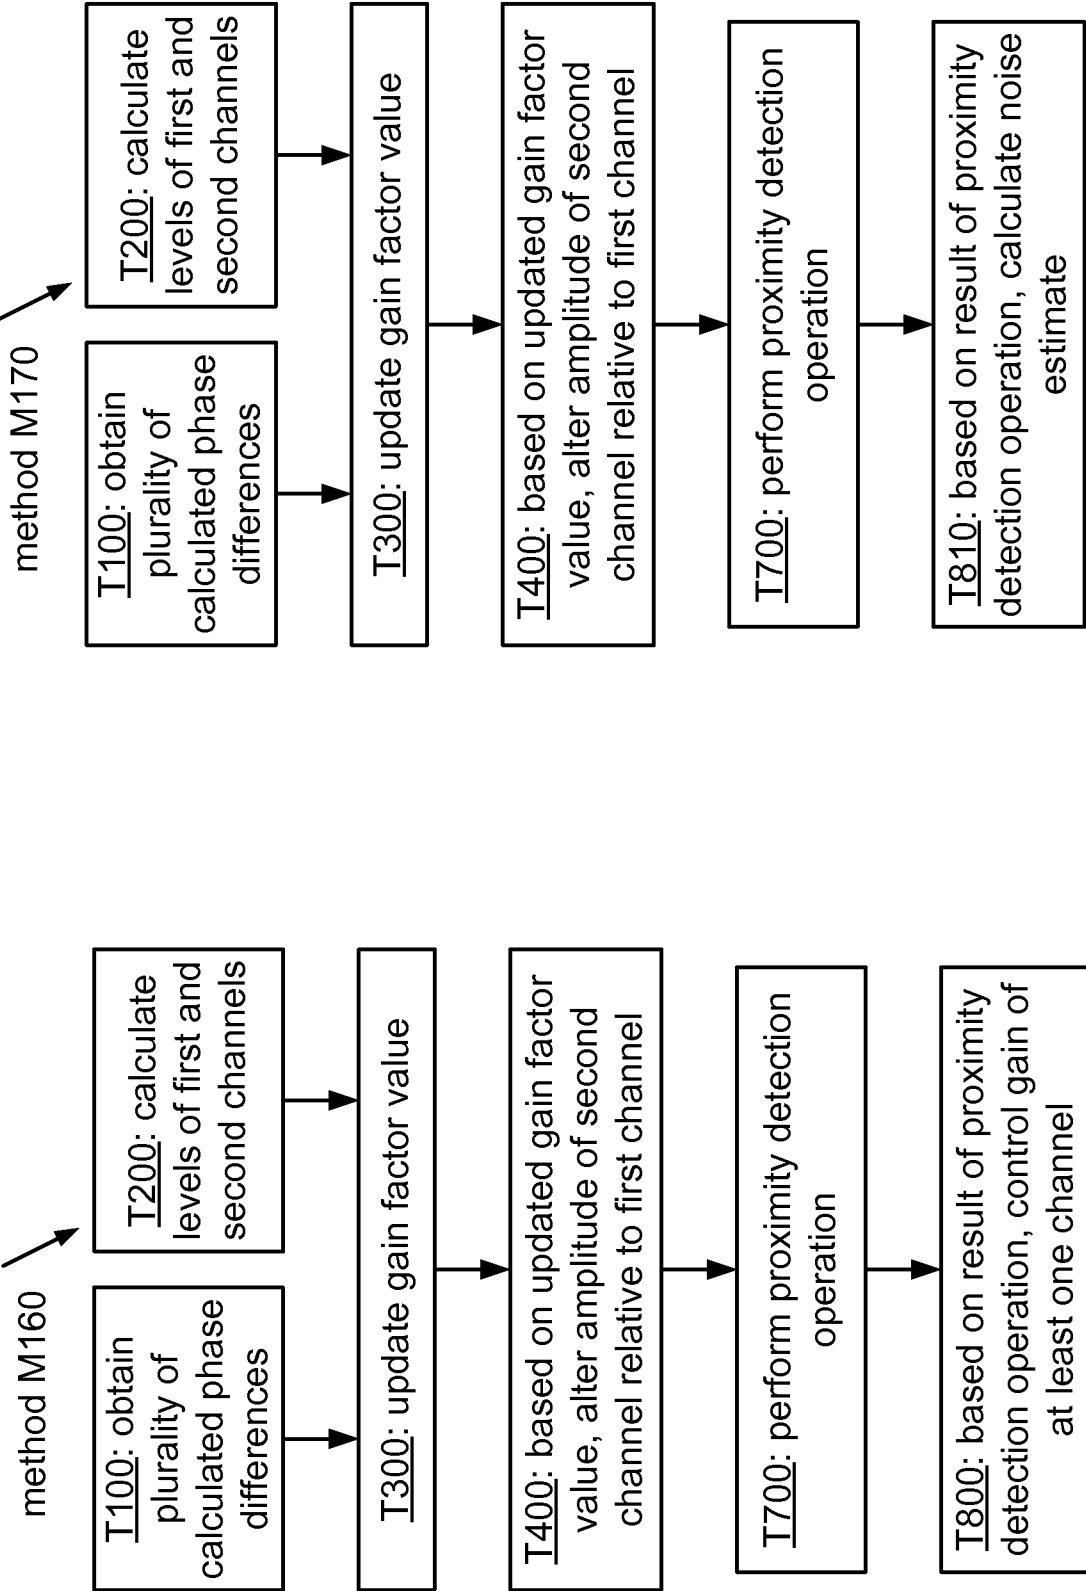 method M160
T100: obtain
plurality of
calculated phase
differences
T200: calculate
levels of first and
second channels
T300: update gain factor value
T400: based on updated gain factor
value, alter amplitude of second
channel relative to first channel
T700: perform proximity detection
operation
T800: based on result of proximity
detection operation, control gain of
at least one channel
method M170
T100: obtain
plurality of
calculated phase
differences
T200: calculate
levels of first and
second channels
T300: update gain factor value
T400: based on updated gain factor
value, alter amplitude of second
channel relative to first channel
T700: perform proximity detection
operation
T810: based on result of proximity
detection operation, calculate noise
estimate